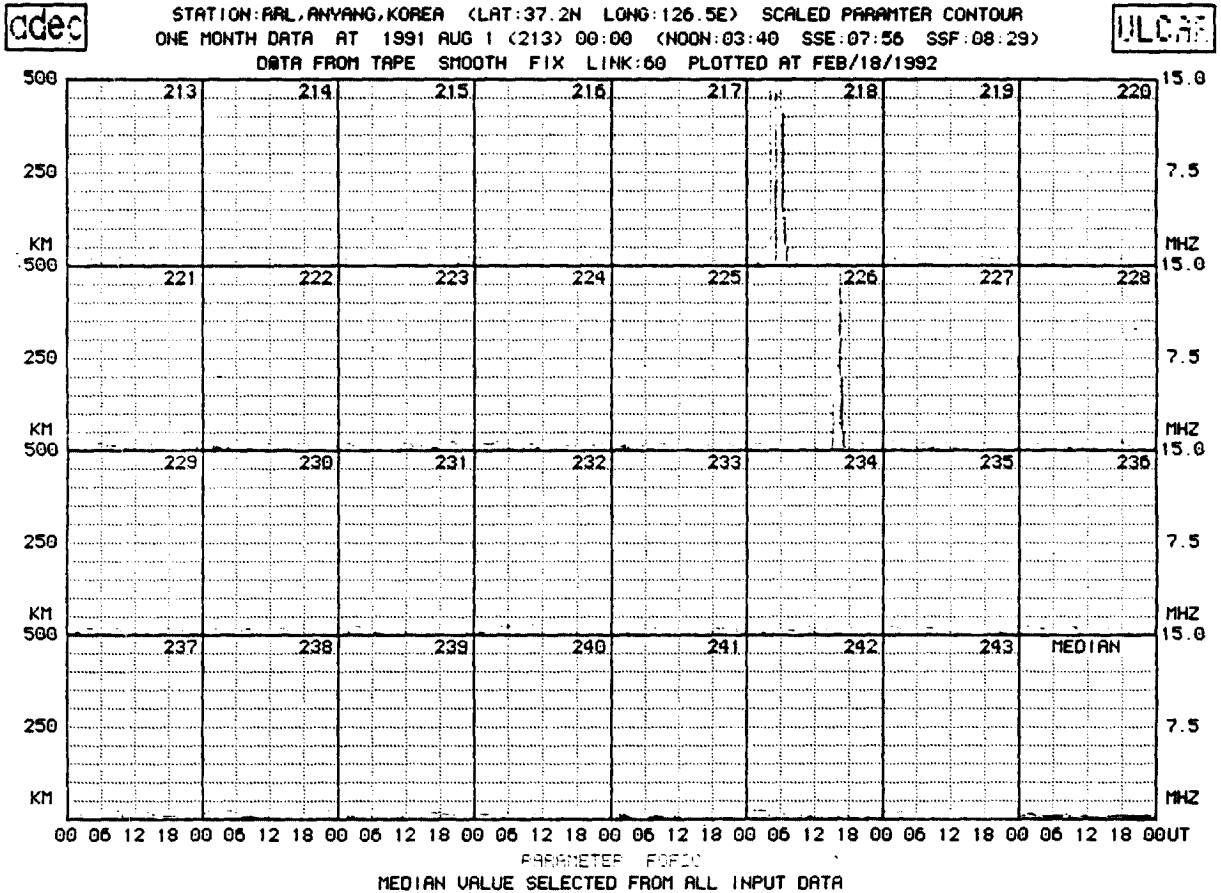 adec
STATION:ARL,ANYANG,KOREA (LAT:37.2N LONG:126.5E) SCALED PARAMTER CONTOUR
ONE MONTH DATA AT 1991 AUG 1 (213) 00:00 (NOON:03:40 SSE:07:56 SSF:08:29)
DATA FROM TAPE SMOOTH FIX LINK:60 PLOTTED AT FEB/18/1992
500 213 214 215 216 217 218 219 220 15.0
250 7.5
KM MHZ
500 221 222 223 224 225 226 227 228 15.0
250 7.5
KM MHZ
500 229 230 231 232 233 234 235 236 15.0
250 7.5
KM MHZ
500 237 238 239 240 241 242 243 MEDIAN 15.0
250 7.5
KM MHZ
00 06 12 18 00 06 12 18 00 06 12 18 00 06 12 18 00 06 12 18 00 06 12 18 00 06 12 18 00 06 12 18 00UT
PARAMETER
MEDIAN VALUE SELECTED FROM ALL INPUT DATA